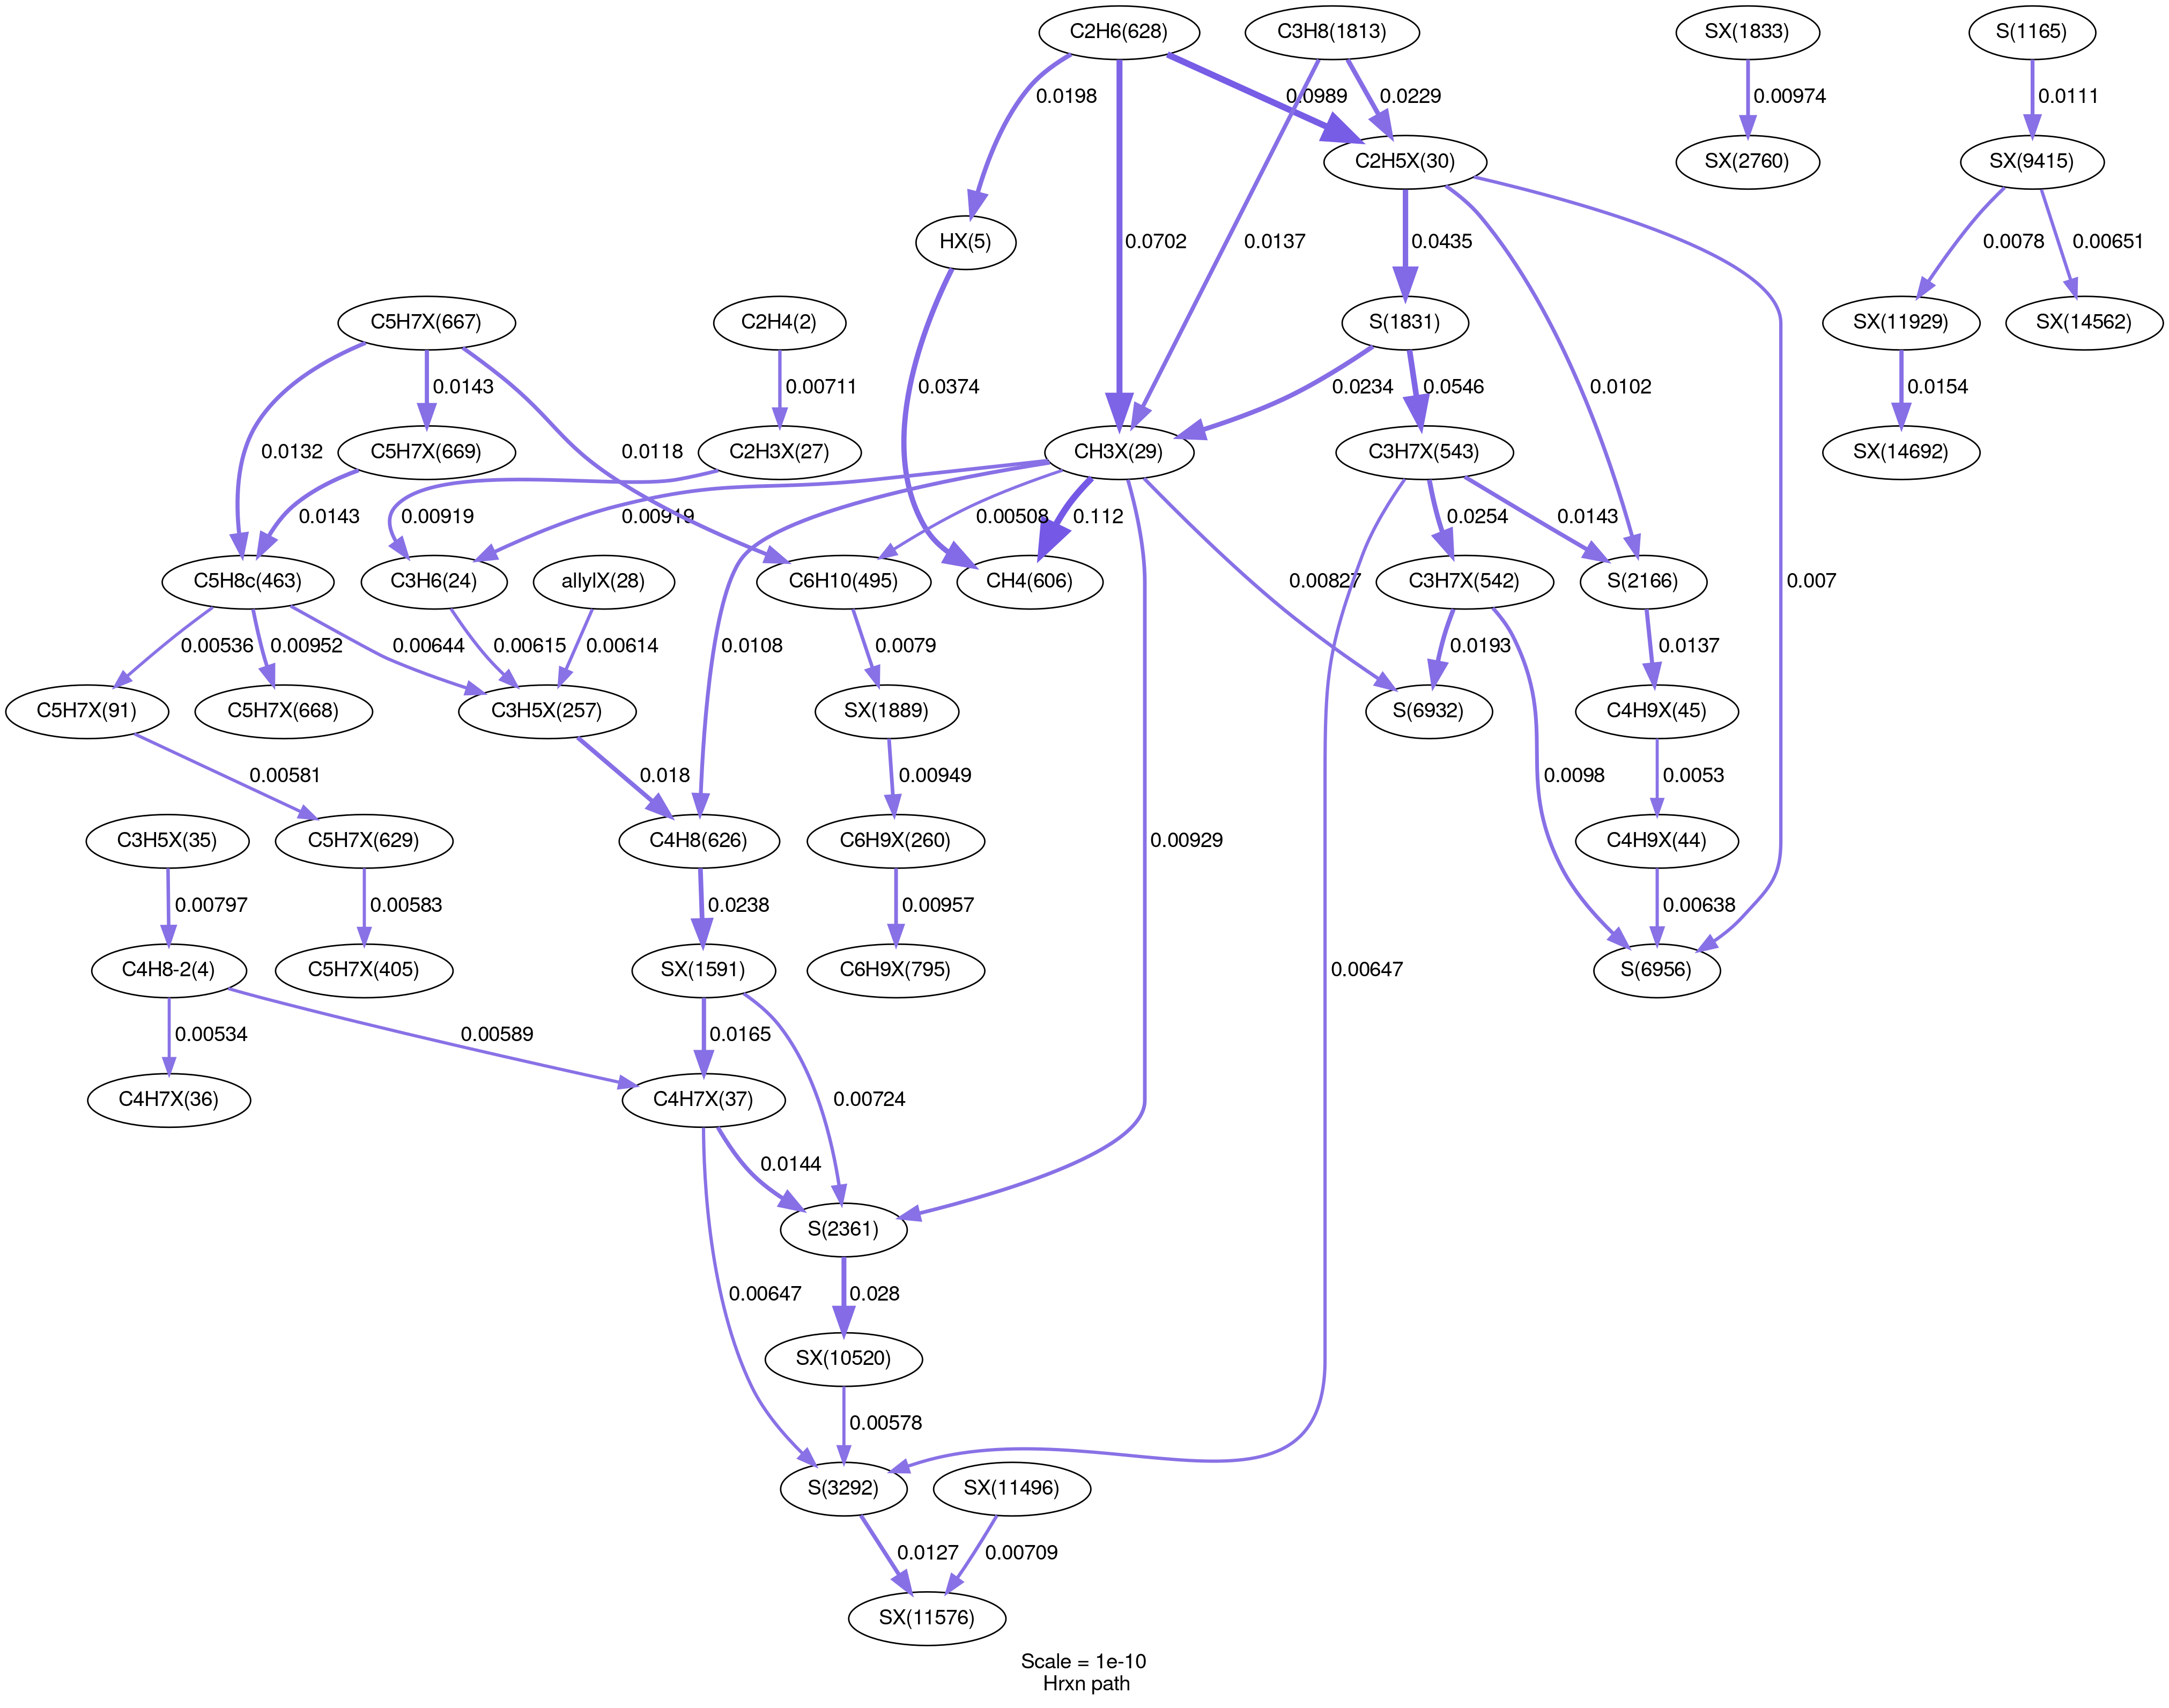 C2H6(628)
C3H8(1813)
SX(1833)
S(1165)
0.0198
0.0989
0.0229
0.00974
0.0111
C2H5X(30)
SX(2760)
SX(9415)
HX(5)
0.0702
0.0137
0.0435
0.0078
0.00651
C5H7X(667)
C2H4(2)
S(1831)
SX(11929)
SX(14562)
0.0143
0.00711
0.0374
0.0234
0.0546
0.0102
0.0154
0.0132
C5H7X(669)
0.0118
C2H3X(27)
CH3X(29)
C3H7X(543)
SX(14692)
0.0143
0.00919
0.00919
0.00508
0.112
0.0254
0.0143
C5H8c(463)
C3H6(24)
allylX(28)
C6H10(495)
CH4(606)
0.00827
C3H7X(542)
S(2166)
0.007
0.00536
0.00952
0.00644
0.00615
0.00614
0.0108
0.0079
0.0193
0.0137
C5H7X(91)
C5H7X(668)
C3H5X(257)
SX(1889)
S(6932)
C4H9X(45)
0.00581
0.018
0.00949
0.0098
0.0053
C3H5X(35)
C5H7X(629)
C4H8(626)
C6H9X(260)
0.00929
C4H9X(44)
0.00797
0.00583
0.0238
0.00957
0.00638
C4H8-2(4)
C5H7X(405)
SX(1591)
C6H9X(795)
0.00647
S(6956)
0.00534
0.00589
0.0165
C4H7X(36)
C4H7X(37)
0.00724
0.0144
S(2361)
0.00647
0.028
SX(10520)
0.00578
S(3292)
SX(11496)
0.0127
0.00709
SX(11576)
Scale = 1e-10
Hrxn path